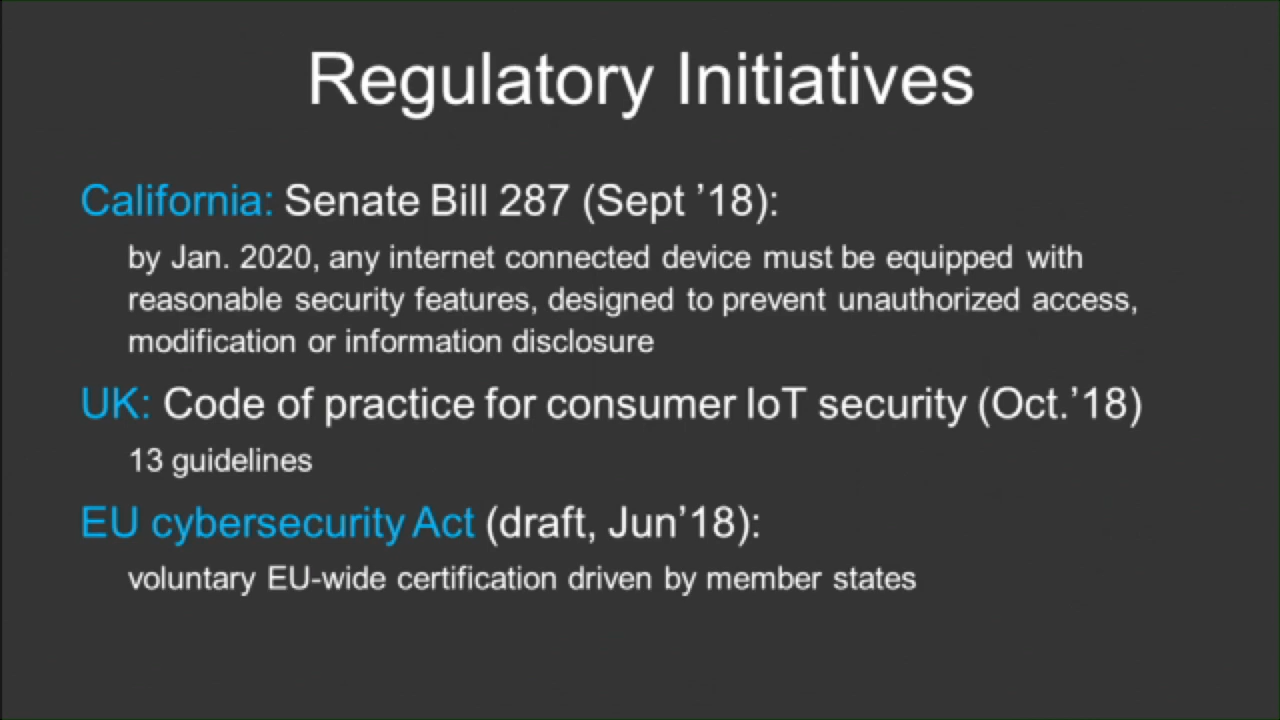 Regulatory Initiatives
California: Senate Bill 287 (Sept ’18):
by Jan. 2020, any internet connected device must be equipped with
reasonable security features, designed to prevent unauthorized access,
modification or information disclosure
UK: Code of practice for consumer IoT security (Oct.’18)
13 guidelines
EU cybersecurity Act (draft, Jun’18):
voluntary EU-wide certification driven by member states